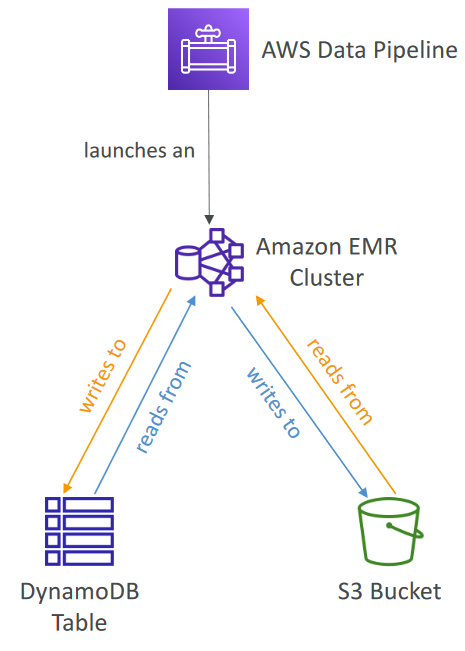 AWS Data Pipeline
launches an
Amazon EMR
Cluster
writes to
reads from
writes to
reads from
DynamoDB
Table
S3 Bucket